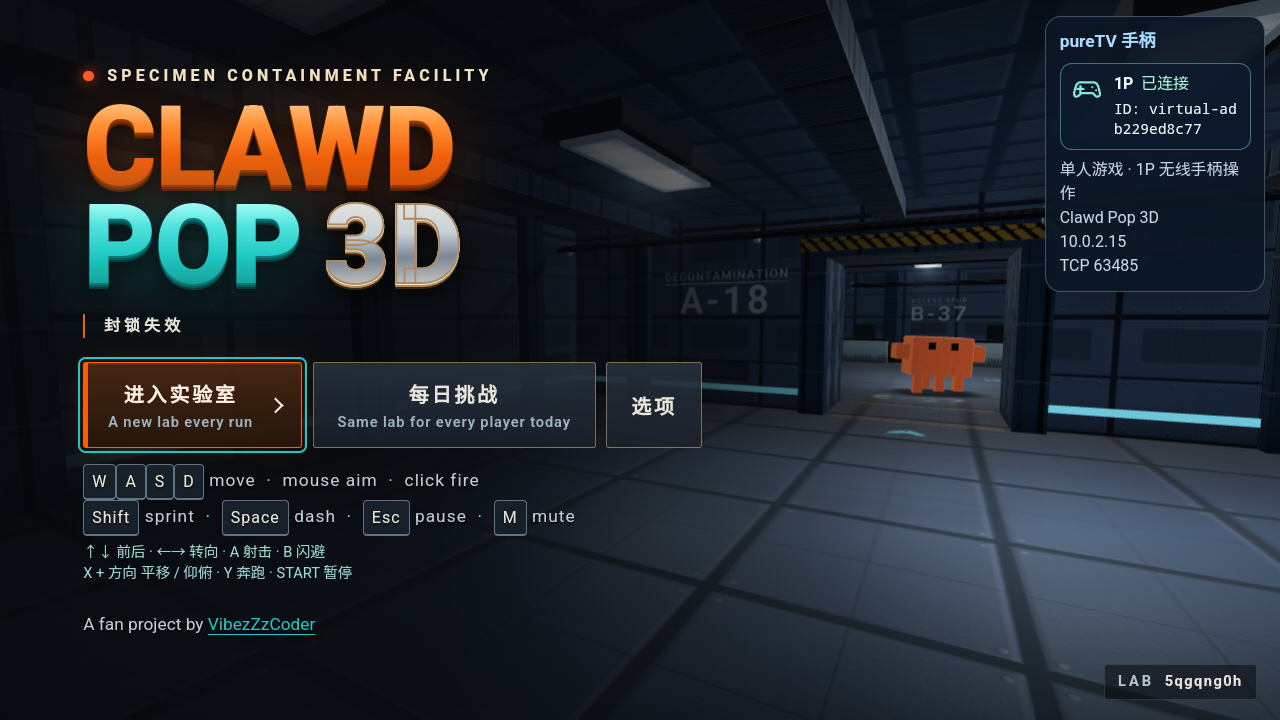 SPECIMEN CONTAINMENT FACILITY
CLAWD
POP 3D
封锁失效
进入实验室
A new lab every run
每日挑战
Same lab for every player today
选项
W A S D move · mouse aim · click fire
Shift sprint · Space dash · Esc pause · M mute
↑↓ 前后 · ←→ 转向 · A 射击 · B 闪避
X + 方向 平移 / 仰俯 · Y 奔跑 · START 暂停
A fan project by VibezZzCoder
DECONTAMINATION
A-18
ACCESS SPUR
B-37
pureTV 手柄
1P 已连接
ID: virtual-ad
b229ed8c77
单人游戏 · 1P 无线手柄操
作
Clawd Pop 3D
10.0.2.15
TCP 63485
LAB 5qgqng0h